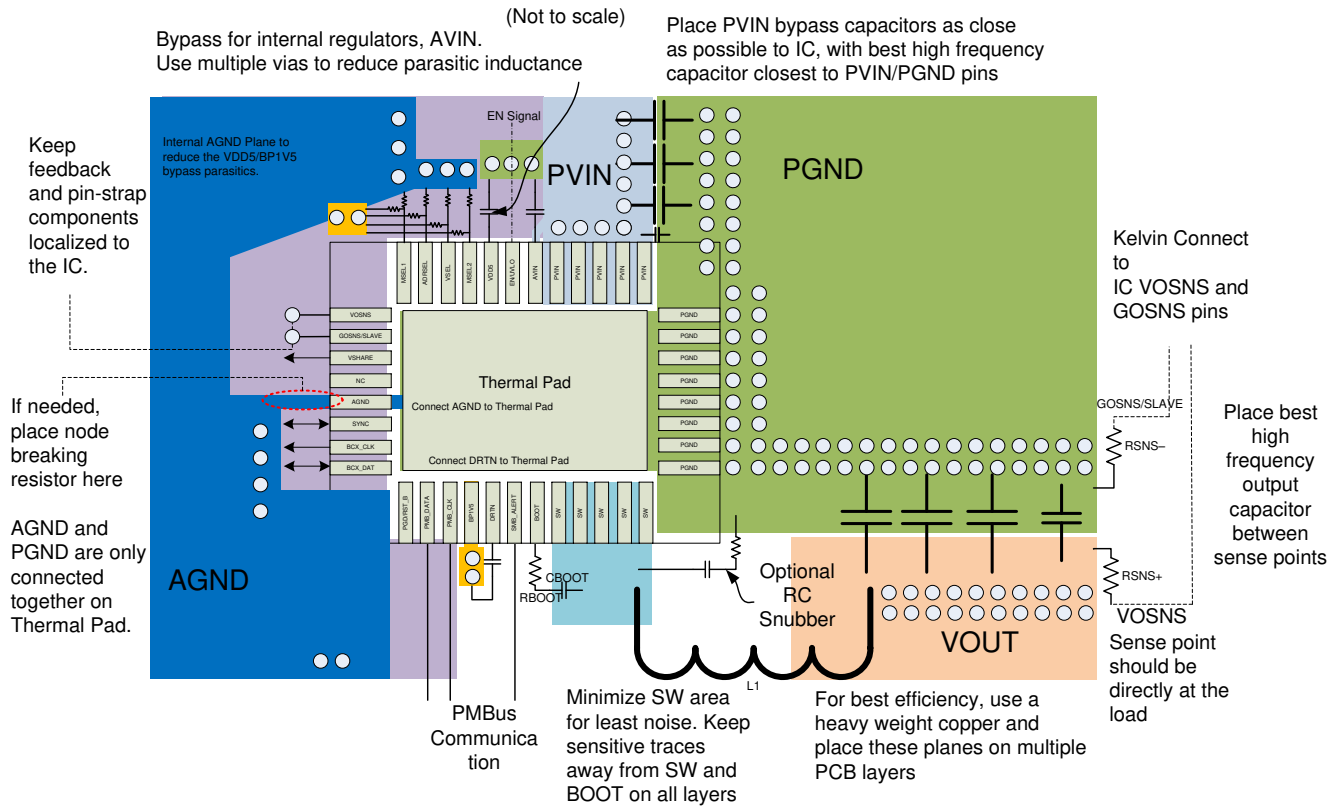 (Not to scale)
Bypass for internal regulators, AVIN.
Use multiple vias to reduce parasitic inductance
Place PVIN bypass capacitors as close
as possible to IC, with best high frequency
capacitor closest to PVIN/PGND pins
Keep
feedback
and pin-strap
components
localized to
the IC.
Internal AGND Plane to
reduce the VDD5/BP1V5
bypass parasitics.
EN Signal
PVIN
PGND
Kelvin Connect
to
IC VOSNS and
GOSNS pins
MSEL1
ADRSEL
VSEL
MSEL2
VDD5
EN/UVLO
AVIN
PVIN
PVIN
PVIN
PVIN
PVIN
VOSNS
GOSNS/SLAVE
VSHARE
NC
AGND
SYNC
BCX_CLK
BCX_DAT
Thermal Pad
Connect AGND to Thermal Pad
Connect DRTN to Thermal Pad
PGND
PGND
PGND
PGND
PGND
PGND
PGND
PGND
If needed,
place node
breaking
resistor here
AGND and
PGND are only
connected
together on
Thermal Pad.
GOSNS/SLAVE
RSNS–
Place best
high
frequency
output
capacitor
between
sense points
PGD/RST_B
PMB_DATA
PMB_CLK
BP1V5
DRTN
SMB_ALERT
BOOT
SW
SW
SW
SW
SW
AGND
CBOOT
RBOOT
Optional
RC
Snubber
RSNS+
VOUT
VOSNS
Sense point
should be
directly at the
load
L1
PMBus
Communica
tion
Minimize SW area
for least noise. Keep
sensitive traces
away from SW and
BOOT on all layers
For best efficiency, use a
heavy weight copper and
place these planes on multiple
PCB layers